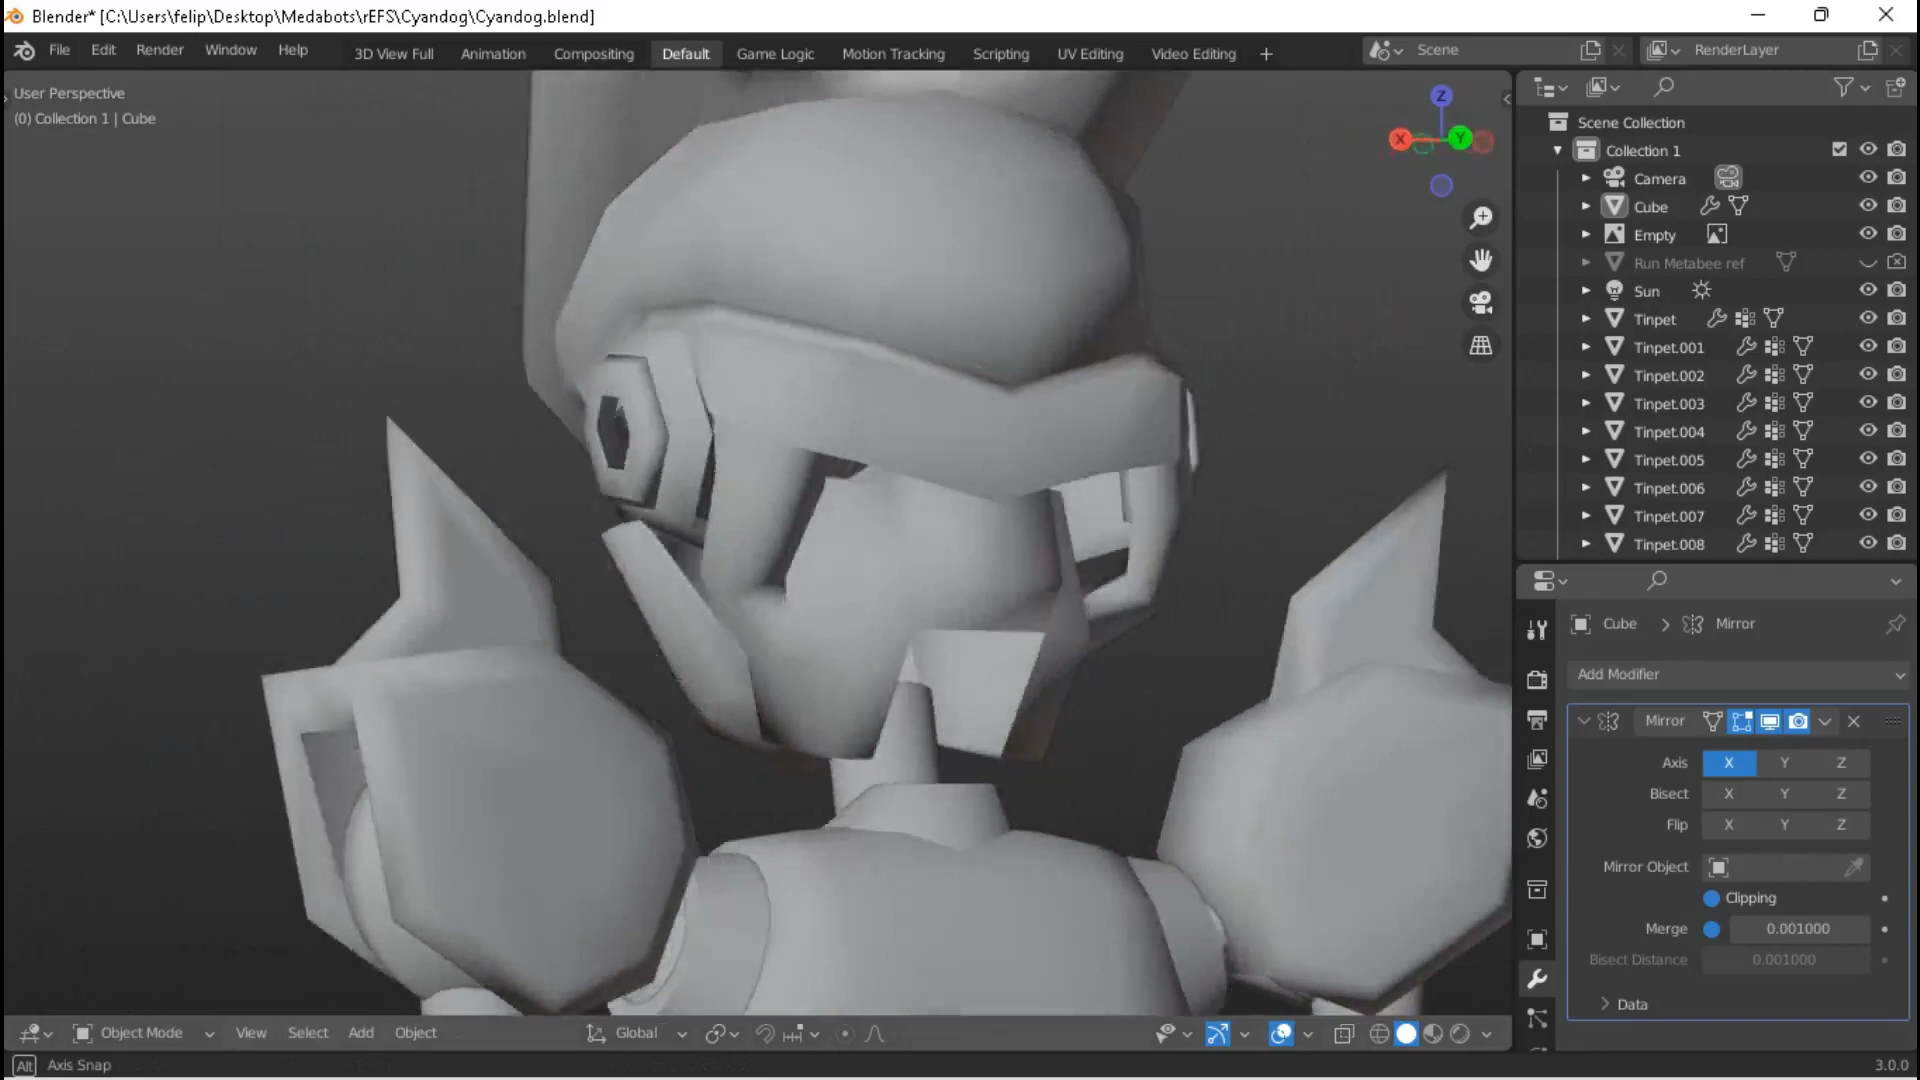 Blender* [C:\Users\felip\Desktop\Medabots\rEFS\Cyandog\Cyandog.blend]
File Edit Render Window Help 3D View Full Animation Compositing Default Game Logic Motion Tracking Scripting UV Editing Video Editing + Scene RenderLayer
User Perspective
(0) Collection 1 | Cube
Z
X Y
Scene Collection
Collection 1
Camera
Cube
Empty
Run Metabee ref
Sun
Tinpet
Tinpet.001
Tinpet.002
Tinpet.003
Tinpet.004
Tinpet.005
Tinpet.006
Tinpet.007
Tinpet.008
Cube > Mirror
Add Modifier
Mirror
Axis X Y Z
Bisect X Y Z
Flip X Y Z
Mirror Object
Clipping
Merge 0.001000
Bisect Distance 0.001000
Data
Object Mode View Select Add Object Global
Alt Axis Snap 3.0.0